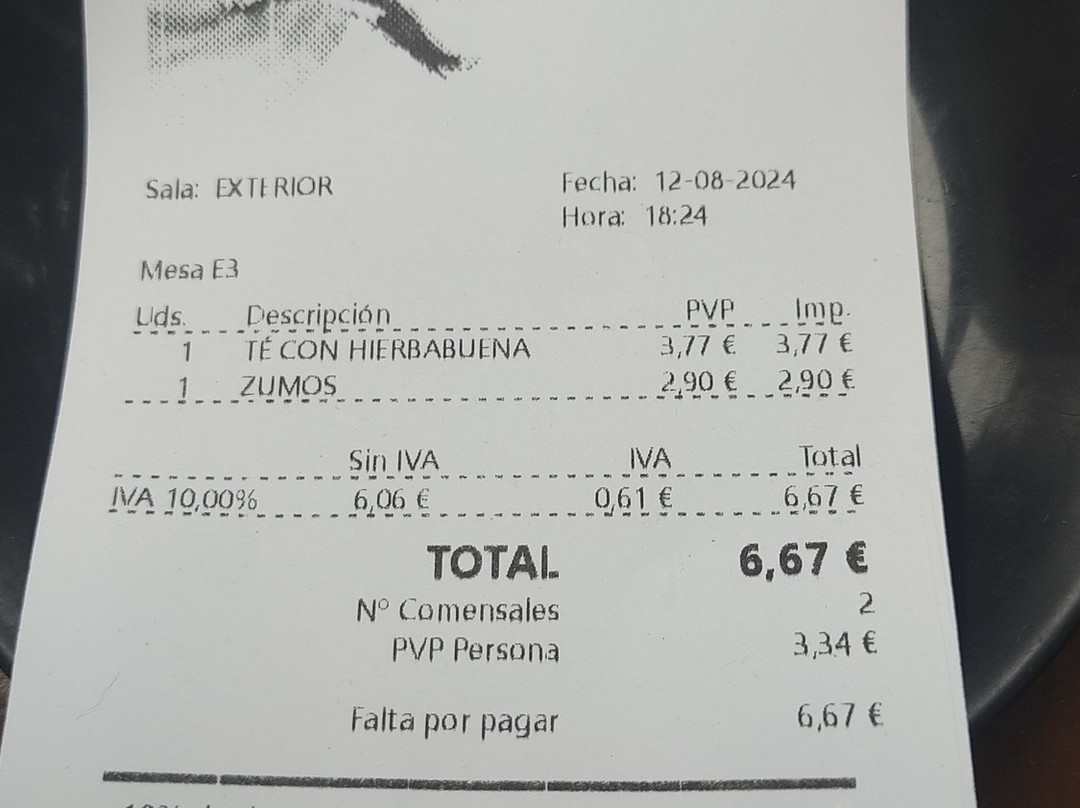 Sala: EXTERIOR Fecha: 12-08-2024
Hora: 18:24
Mesa E3
Uds. Descripción PVP Imp.
1 TÉ CON HIERBABUENA 3,77 € 3,77 €
1 ZUMOS 2,90 € 2,90 €
Sin IVA IVA Total
IVA 10,00% 6,06 € 0,61 € 6,67 €
TOTAL 6,67 €
Nº Comensales 2
PVP Persona 3,34 €
Falta por pagar 6,67 €